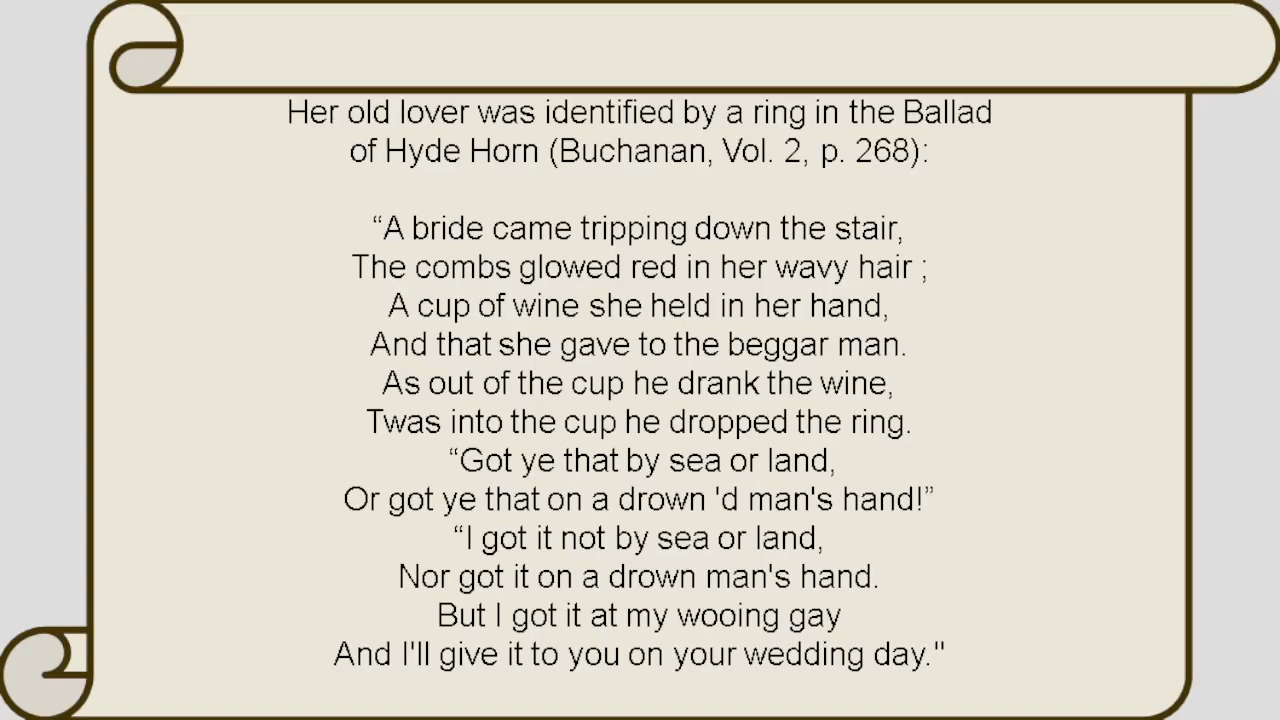 Her old lover was identified by a ring in the Ballad
of Hyde Horn (Buchanan, Vol. 2, p. 268):
“A bride came tripping down the stair,
The combs glowed red in her wavy hair ;
A cup of wine she held in her hand,
And that she gave to the beggar man.
As out of the cup he drank the wine,
Twas into the cup he dropped the ring.
“Got ye that by sea or land,
Or got ye that on a drown 'd man's hand!”
“I got it not by sea or land,
Nor got it on a drown man's hand.
But I got it at my wooing gay
And I'll give it to you on your wedding day."